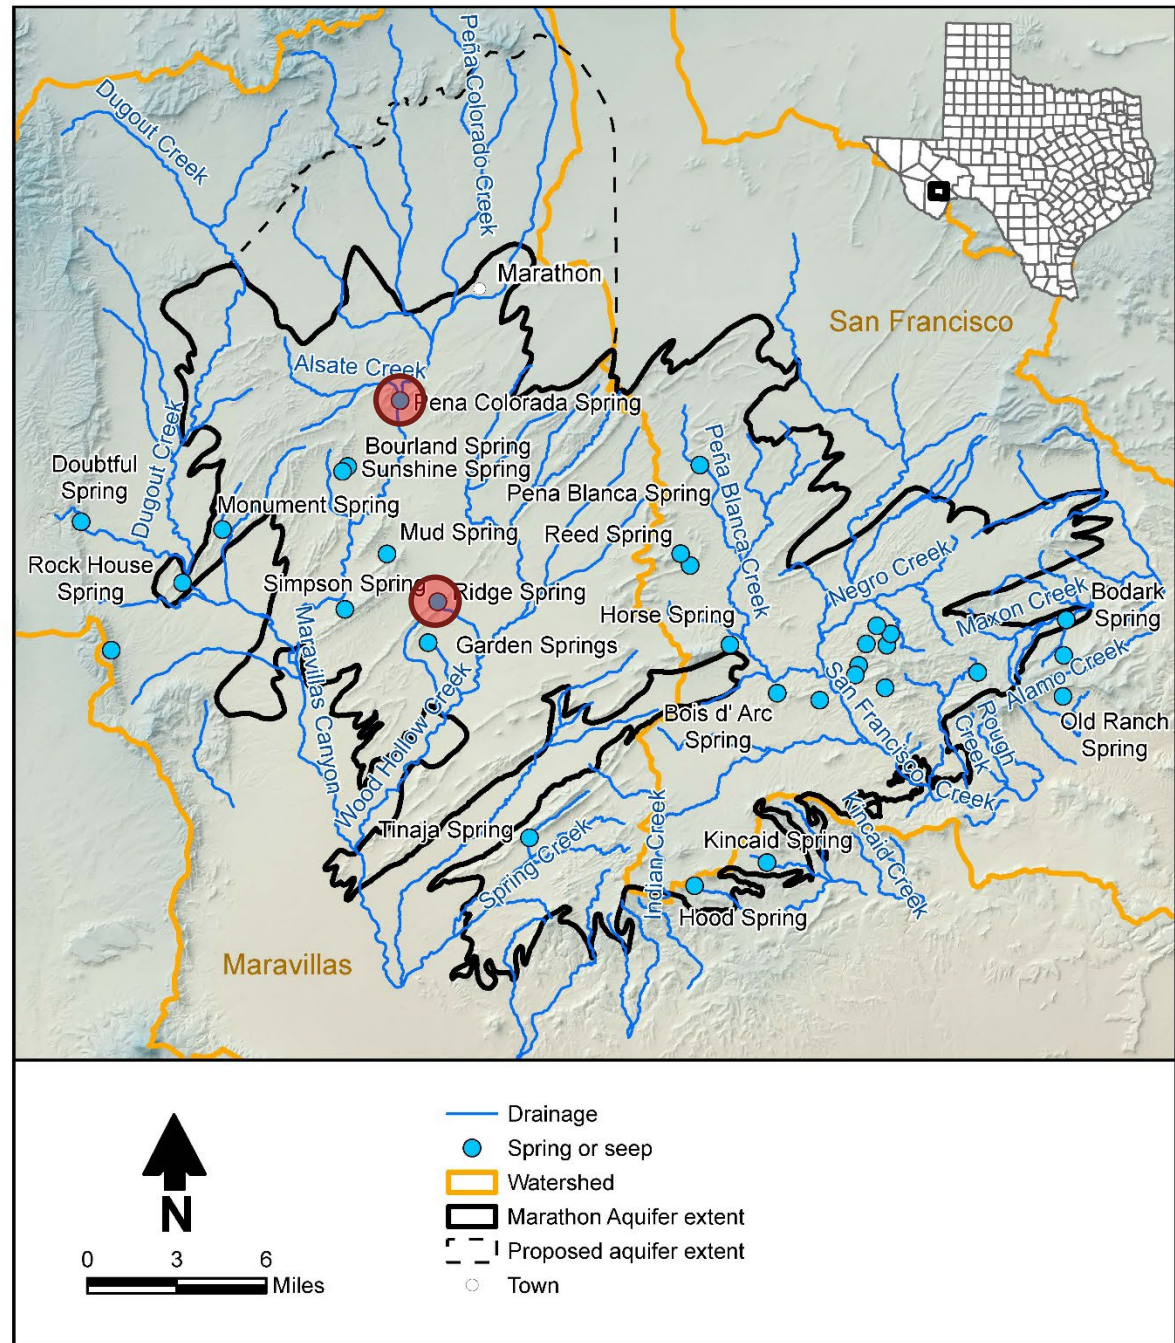 Dugout Creek
Peña Colorado Creek
Marathon
San Francisco
Alsate Creek
Pena Colorada Spring
Bourland Spring
Sunshine Spring
Doubtful
Spring
Dugout Creek
Monument Spring
Pena Blanca Spring
Peña Blanca Creek
Mud Spring
Reed Spring
Rock House
Spring
Simpson Spring
Ridge Spring
Negro Creek
Maxon Creek
Bodark
Spring
Horse Spring
Garden Springs
Maravillas Canyon
Wood Hollow Creek
Bois d' Arc
Spring
San Francisco Creek
Rough
Creek
Alamo Creek
Old Ranch
Spring
Tinaja Spring
Spring Creek
Indian Creek
Kincaid Spring
Kincaid Creek
Hood Spring
Maravillas
N
0 3 6
Miles
Drainage
Spring or seep
Watershed
Marathon Aquifer extent
Proposed aquifer extent
Town